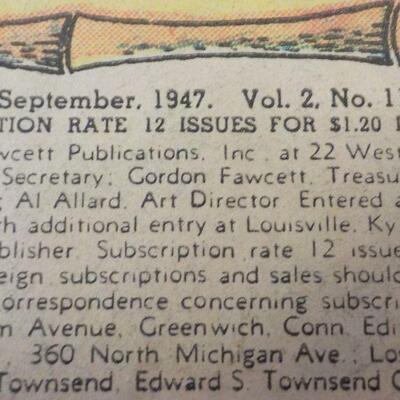 September, 1947. Vol. 2, No. 11
TION RATE 12 ISSUES FOR $1.20
wcett Publications, Inc., at 22 West
Secretary; Gordon Fawcett, Treasu
; Al Allard, Art Director. Entered a
th additional entry at Louisville, Ky
blisher. Subscription rate 12 issue
eign subscriptions and sales should
orrespondence concerning subscri
m Avenue, Greenwich, Conn. Edi
, 360 North Michigan Ave.; Lo
Townsend, Edward S. Townsend C